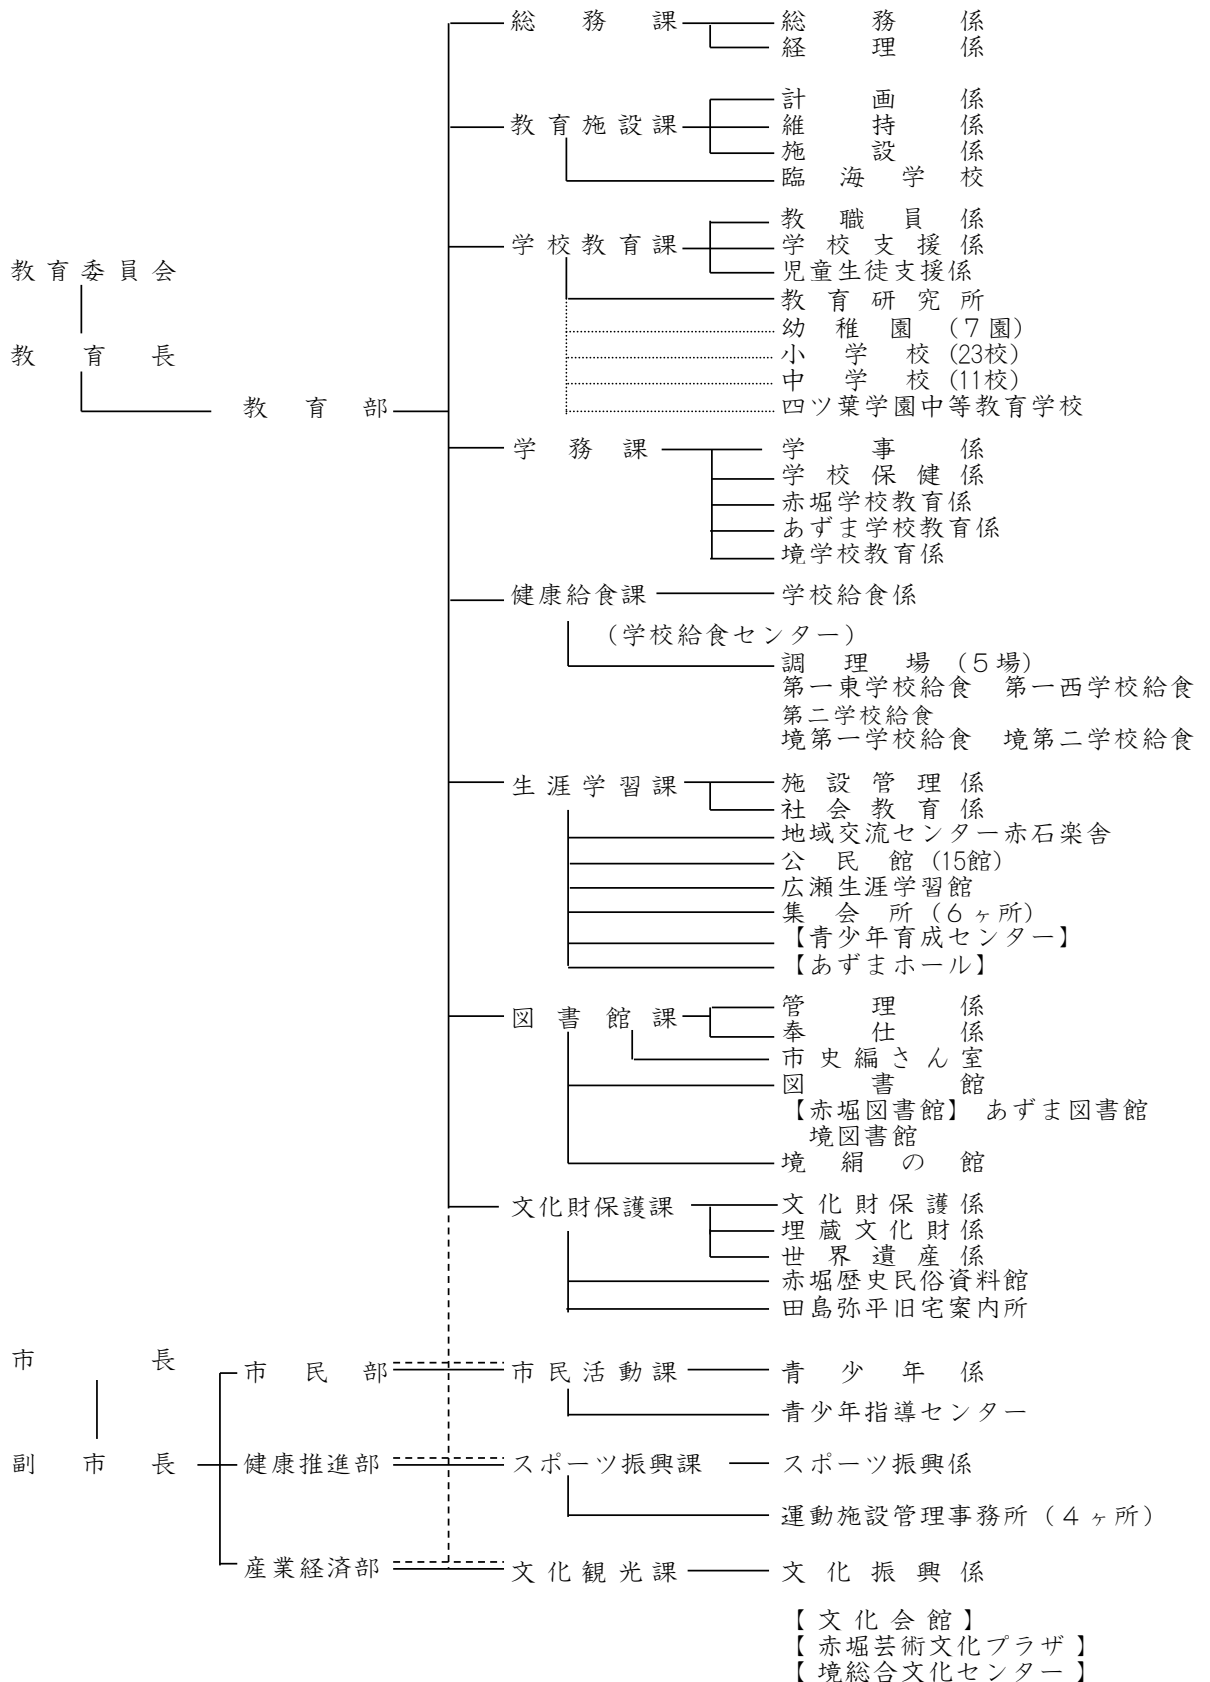 総務課 総務係
経理係
計画係
教育施設課 維持係
施設係
臨海学校
教職員係
学校教育課 学校支援係
教育委員会 児童生徒支援係
教育研究所
幼稚園(7園)
教育長 小学校(23校)
中学校(11校)
教育部 四ツ葉学園中等教育学校
学務課 学事係
学校保健係
赤堀学校教育係
あずま学校教育係
境学校教育係
健康給食課 学校給食係
(学校給食センター)
調理場(5場)
第一東学校給食 第一西学校給食
第二学校給食
境第一学校給食 境第二学校給食
生涯学習課 施設管理係
社会教育係
地域交流センター赤石楽舎
公民館(15館)
広瀬生涯学習館
集会所(6ヶ所)
【青少年育成センター】
【あずまホール】
図書館課 管理係
奉仕係
市史編さん室
図書館
【赤堀図書館】 あずま図書館
境図書館
境絹の館
文化財保護課 文化財保護係
埋蔵文化財係
世界遺産係
赤堀歴史民俗資料館
田島弥平旧宅案内所
市長
市民部 市民活動課 青少年係
青少年指導センター
副市長 健康推進部 スポーツ振興課 スポーツ振興係
運動施設管理事務所(4ヶ所)
産業経済部 文化観光課 文化振興係
【文化会館】
【赤堀芸術文化プラザ】
【境総合文化センター】